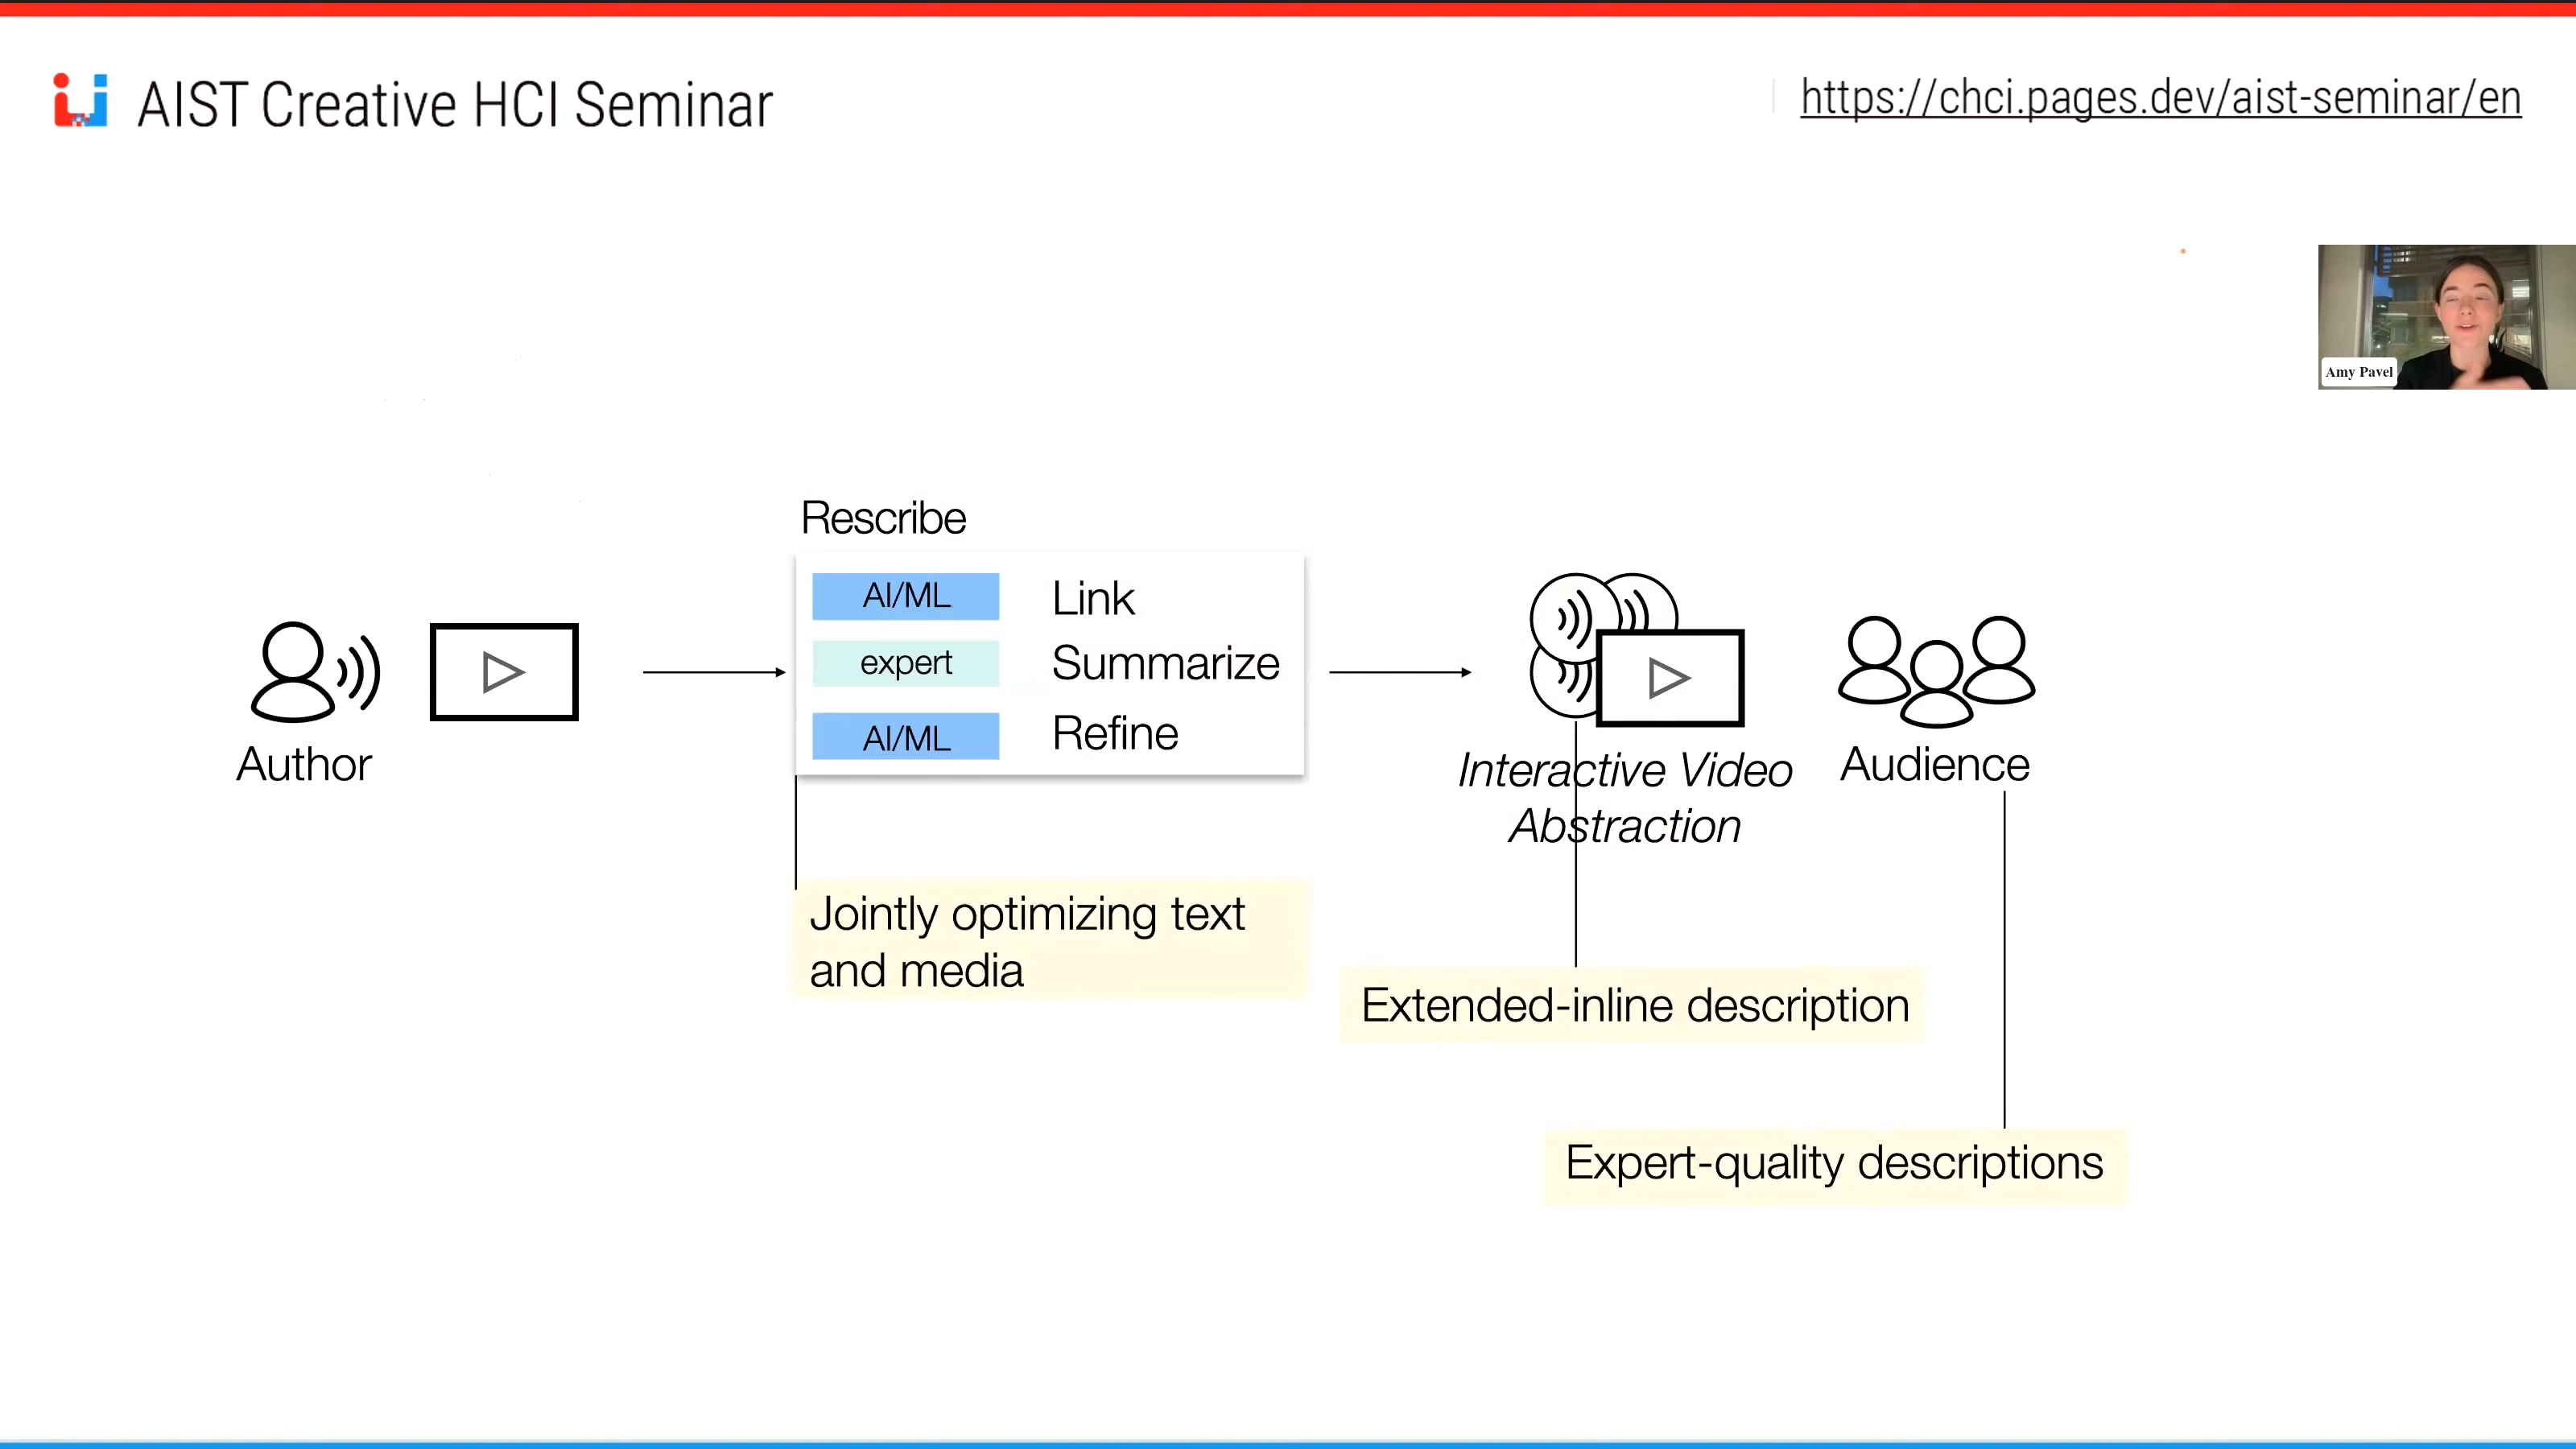 AIST Creative HCI Seminar
https://chci.pages.dev/aist-seminar/en
Amy Pavel
Rescribe
AI/ML Link
expert Summarize
AI/ML Refine
Author
Interactive Video
Abstraction
Audience
Jointly optimizing text
and media
Extended-inline description
Expert-quality descriptions